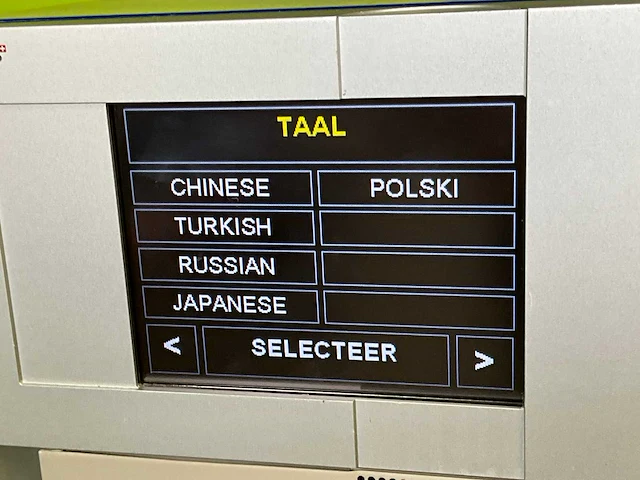 TAAL
CHINESE POLSKI
TURKISH
RUSSIAN
JAPANESE
< SELECTEER >